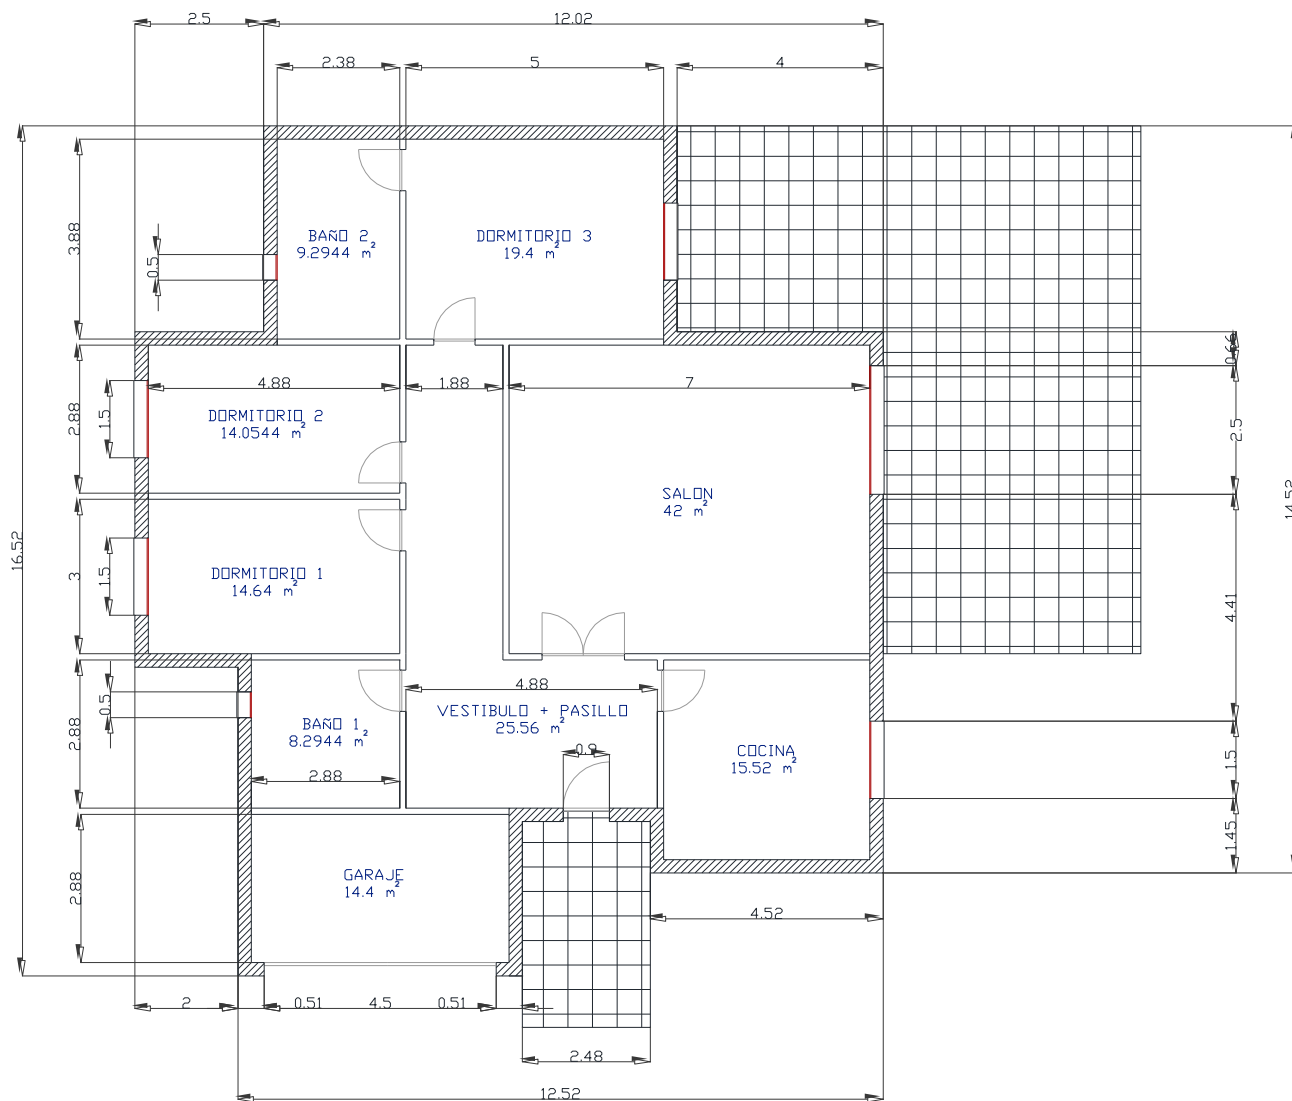 2.5
12.02
2.38
5
4
3.88
0.5
BAÑO 2
9.2944 m²
DORMITORIO 3
19.4 m²
0.66
4.88
1.88
7
2.88
1.5
DORMITORIO 2
14.0544 m²
2.5
SALON
42 m²
14.52
16.52
3
1.5
DORMITORIO 1
14.64 m²
4.41
4.88
0.5
2.88
BAÑO 1
8.2944 m²
VESTIBULO + PASILLO
25.56 m²
0.9
COCINA
15.52 m²
1.5
2.88
1.45
2.88
GARAJE
14.4 m²
4.52
2
0.51
4.5
0.51
2.48
12.52